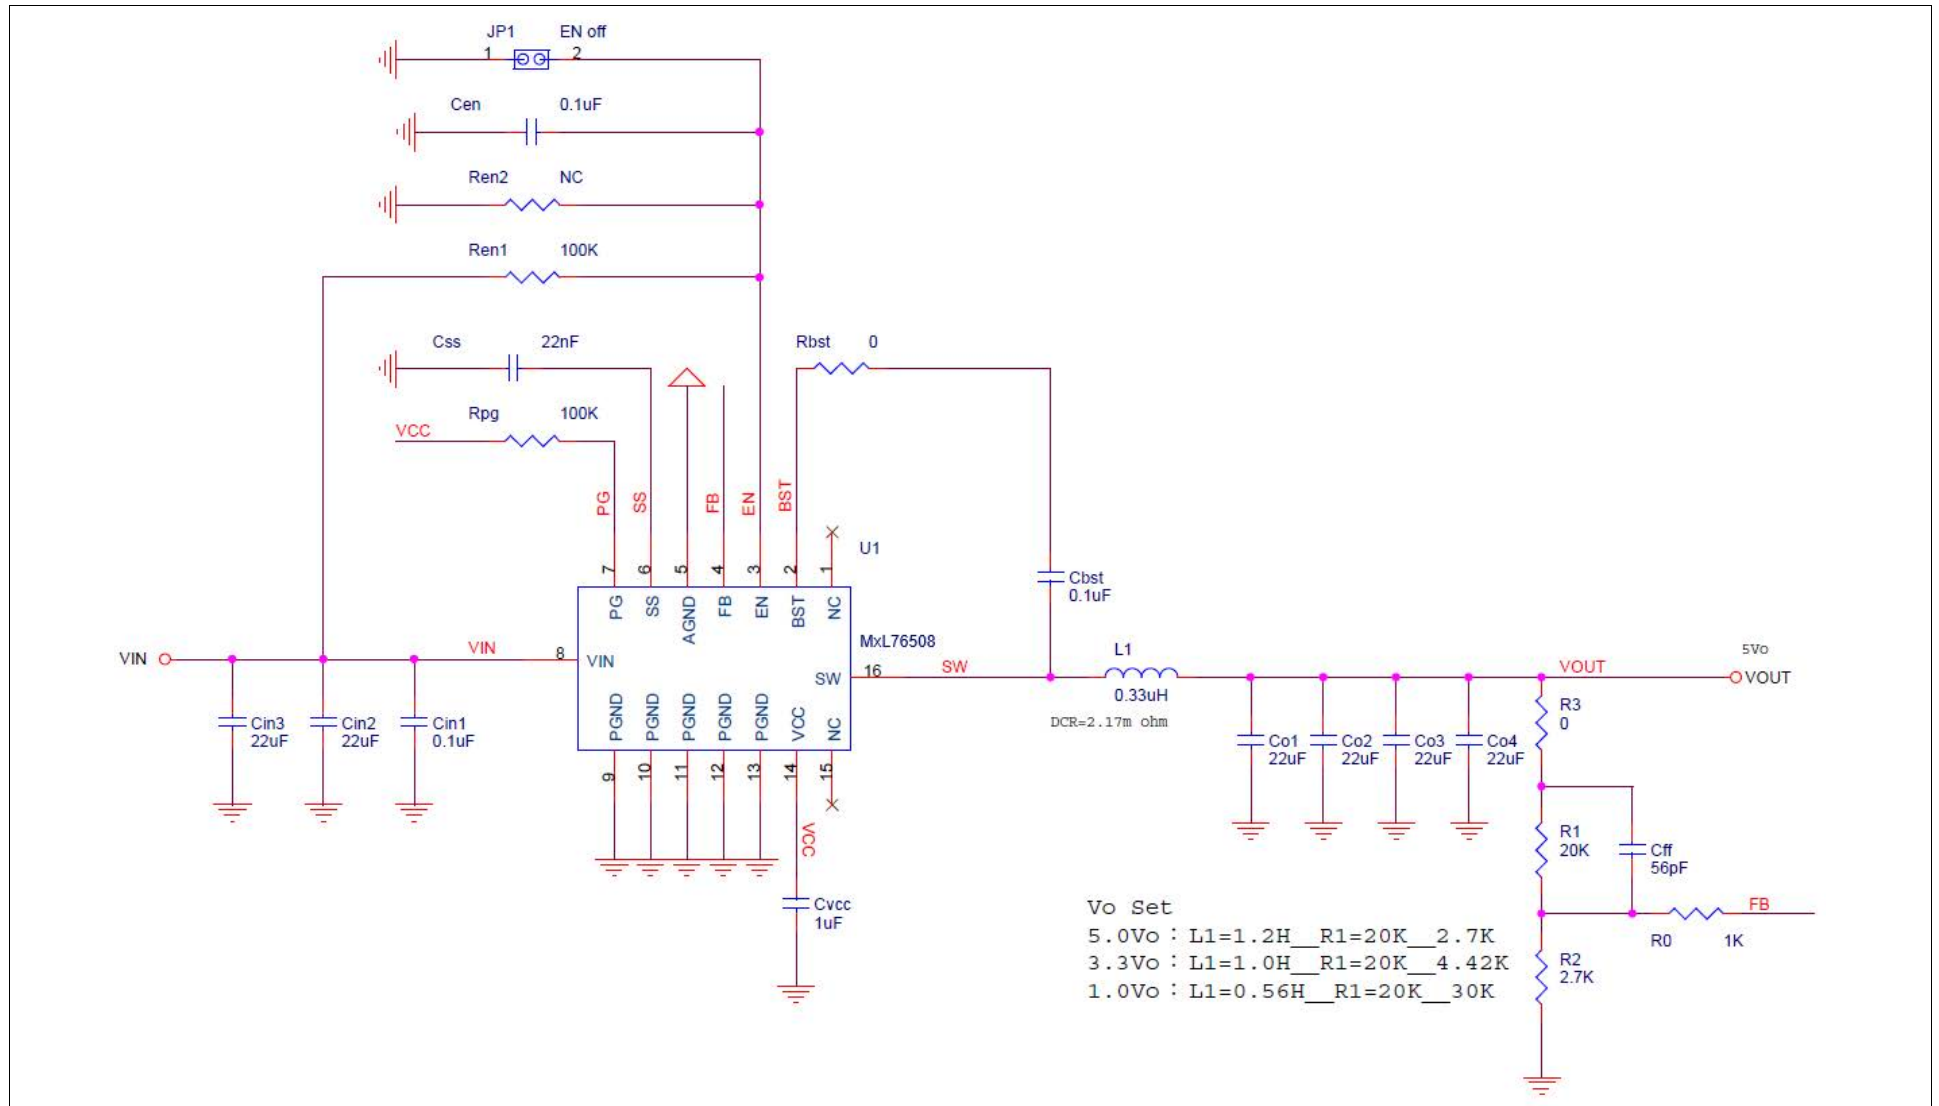 JP1 EN off
1 2
Cen 0.1uF
Ren2 NC
Ren1 100K
Css 22nF
Rbst 0
Rpg 100K
VCC
PG SS FB EN BST
U1
7 6 5 4 3 2 1
PG SS AGND FB EN BST NC
Cbst
0.1uF
MxL76508
VIN
VIN
8
VIN
SW
16
SW
L1
0.33uH
DCR=2.17m ohm
5Vo
VOUT
VOUT
PGND PGND PGND PGND PGND VCC NC
9 10 11 12 13 14 15
Cin3
22uF
Cin2
22uF
Cin1
0.1uF
Co1
22uF
Co2
22uF
Co3
22uF
Co4
22uF
R3
0
R1
20K
Cff
56pF
VCC
Cvcc
1uF
FB
R0 1K
R2
2.7K
Vo Set
5.0Vo：L1=1.2H__R1=20K__2.7K
3.3Vo：L1=1.0H__R1=20K__4.42K
1.0Vo：L1=0.56H__R1=20K__30K